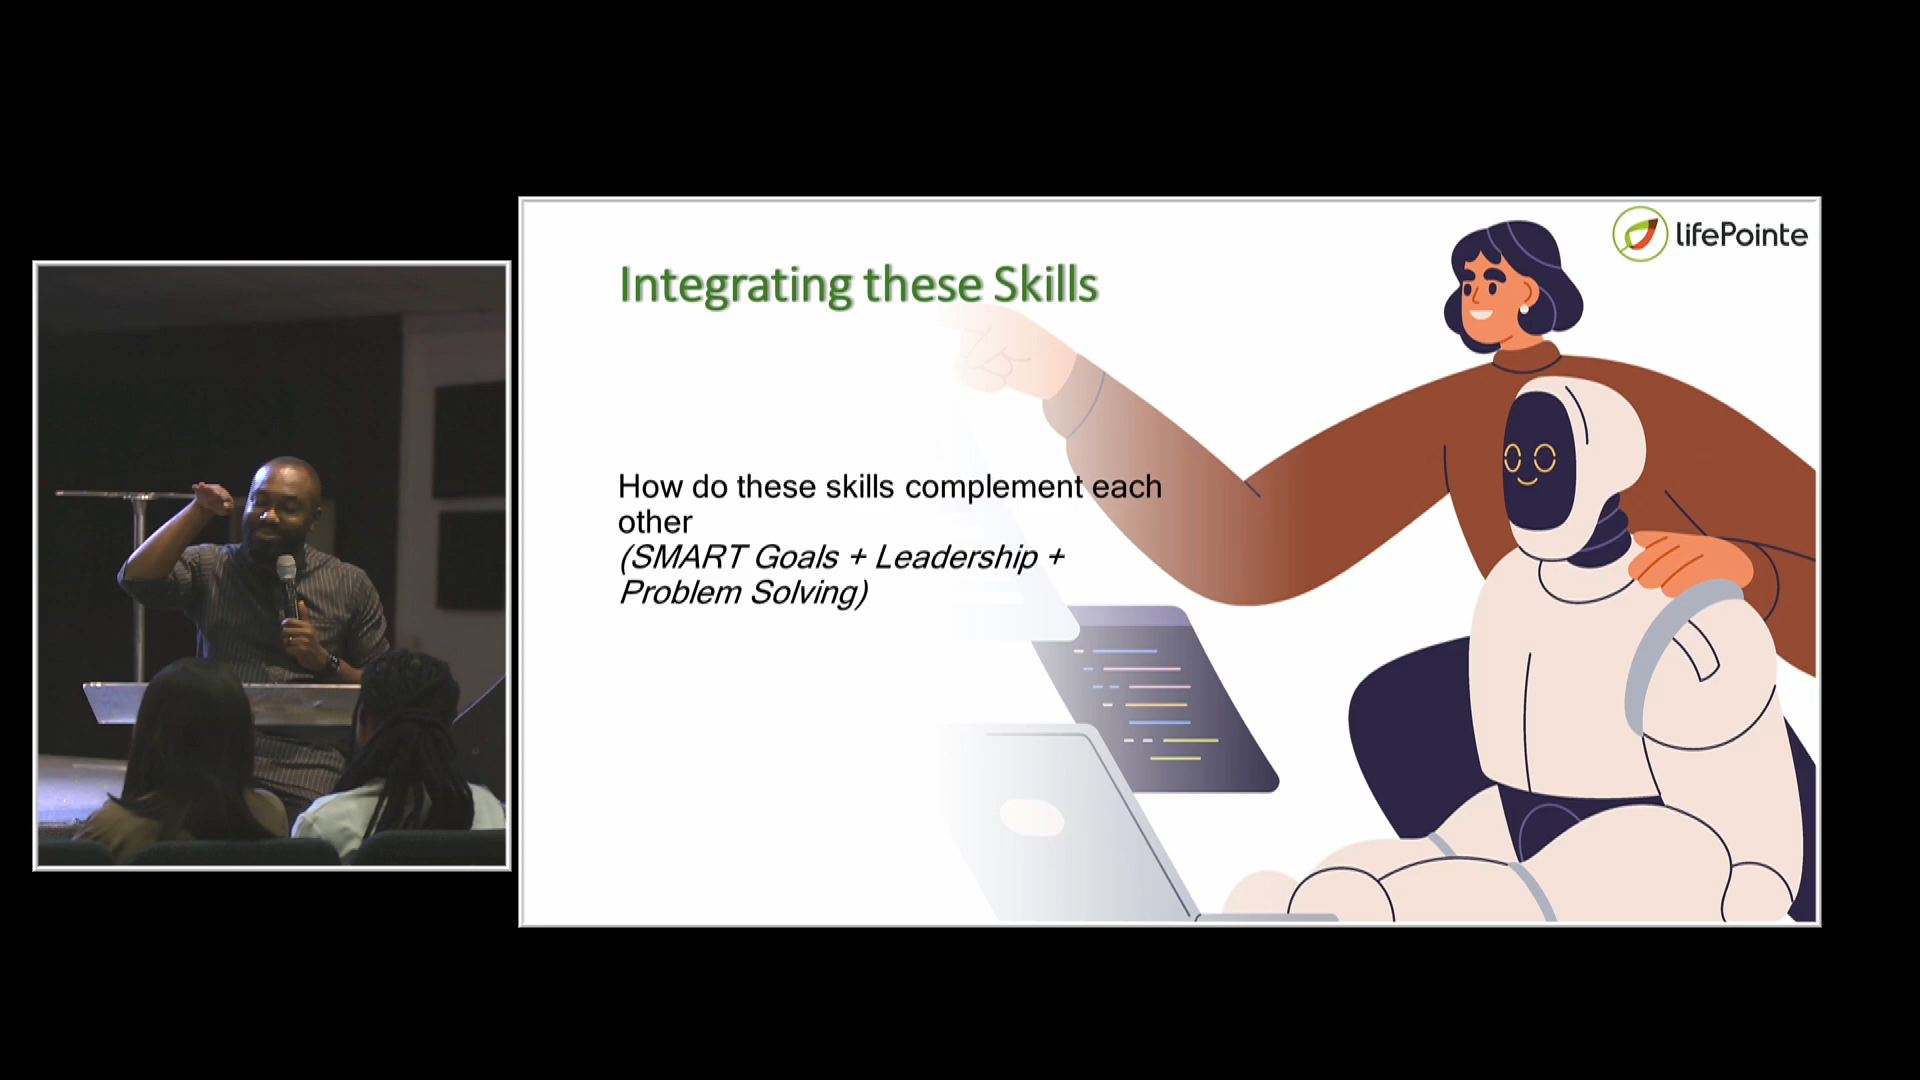 lifePointe
Integrating these Skills
How do these skills complement each
other
(SMART Goals + Leadership +
Problem Solving)